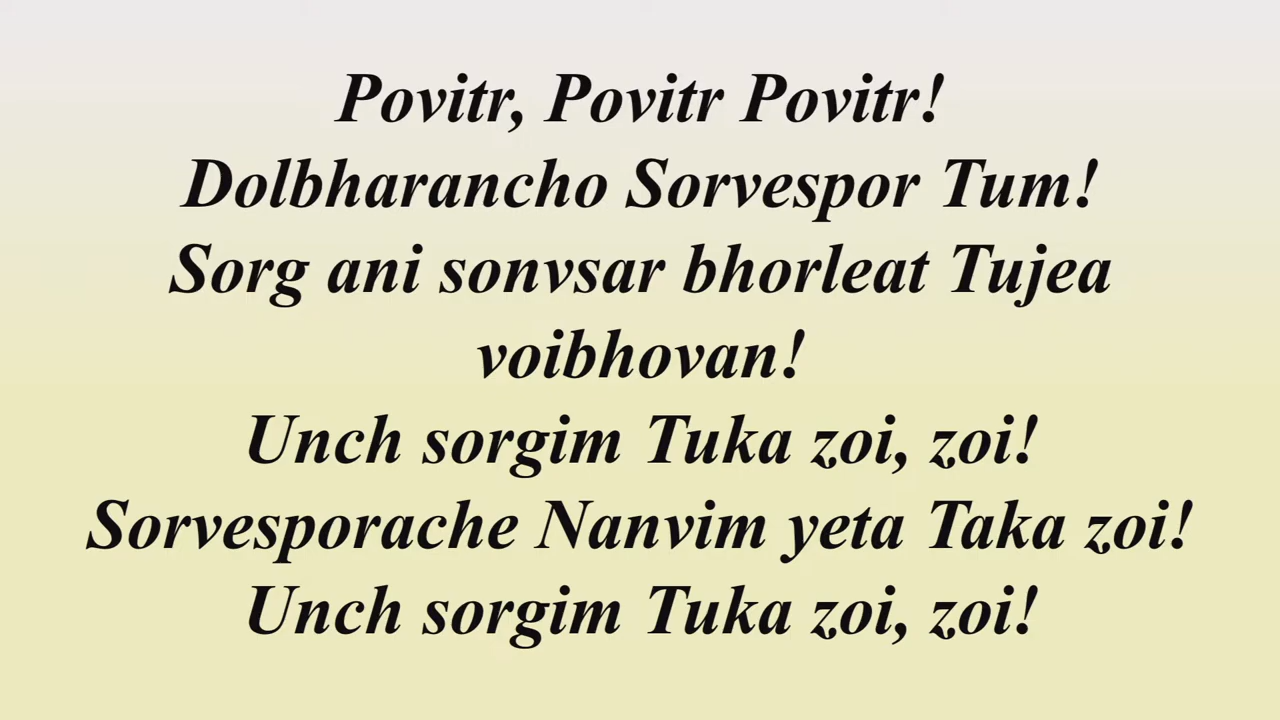 Povitr, Povitr Povitr!
Dolbharancho Sorvespor Tum!
Sorg ani sonvsar bhorleat Tujea
voibhovan!
Unch sorgim Tuka zoi, zoi!
Sorvesporache Nanvim yeta Taka zoi!
Unch sorgim Tuka zoi, zoi!